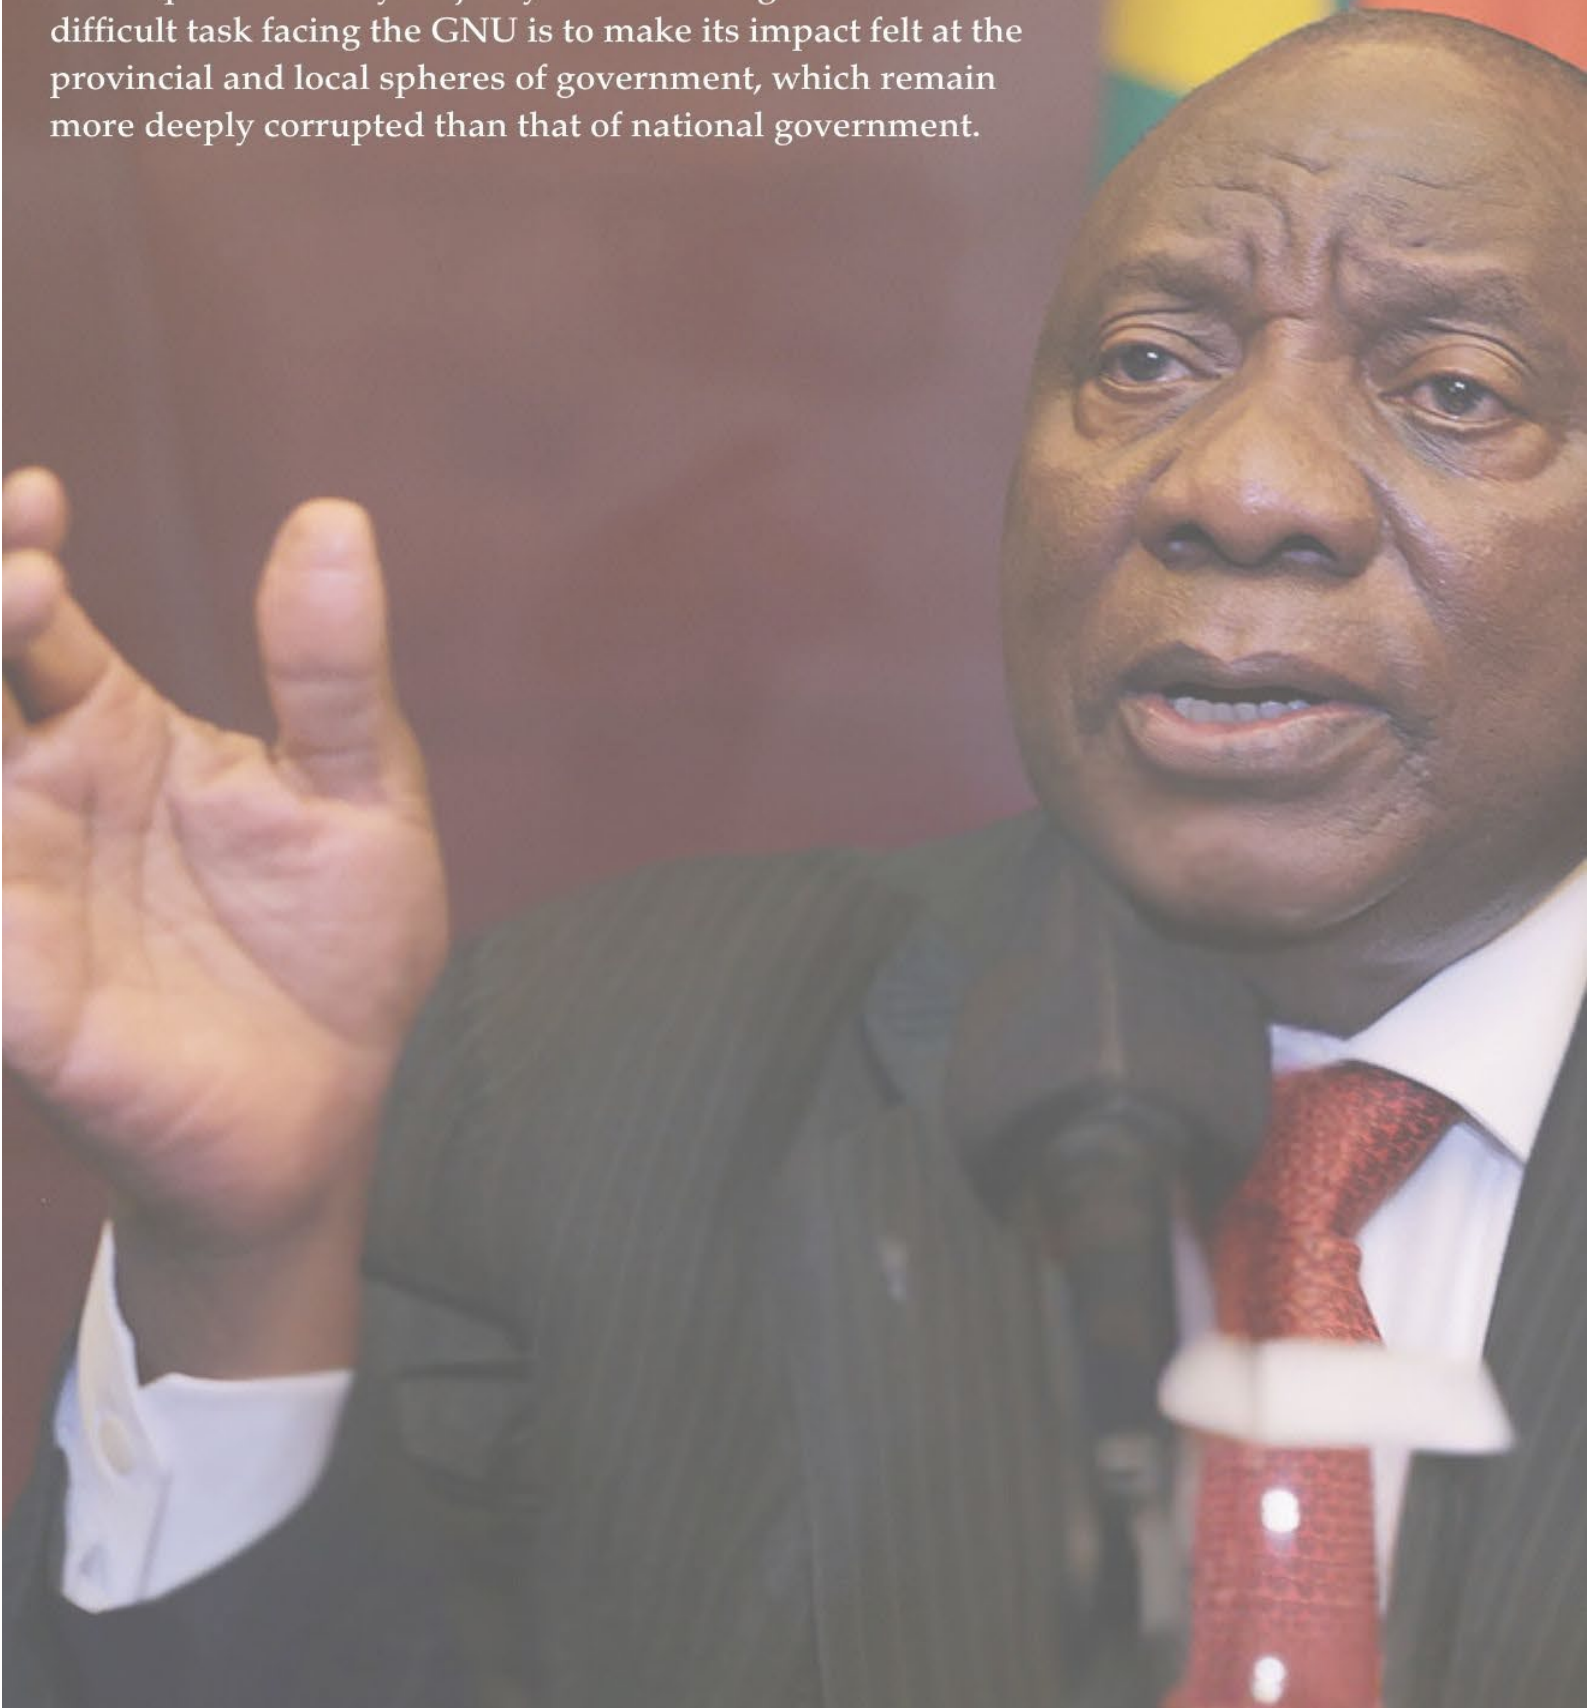 difficult task facing the GNU is to make its impact felt at the
provincial and local spheres of government, which remain
more deeply corrupted than that of national government.